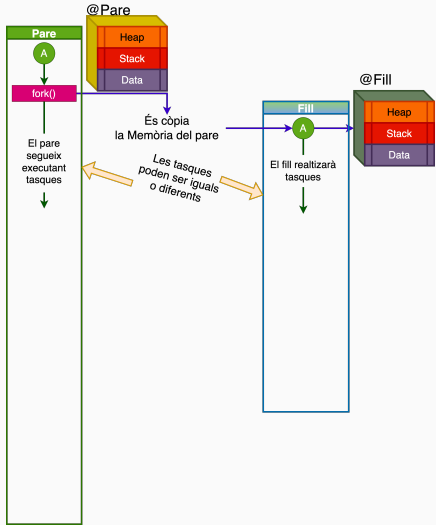 @Pare
Pare
Heap
Stack
Data
A
fork()
És còpia
la Memòria del pare
El pare
segueix
executant
tasques
Les tasques
poden ser iguals
o diferents
@Fill
Fill
A
Heap
Stack
Data
El fill realtizarà
tasques